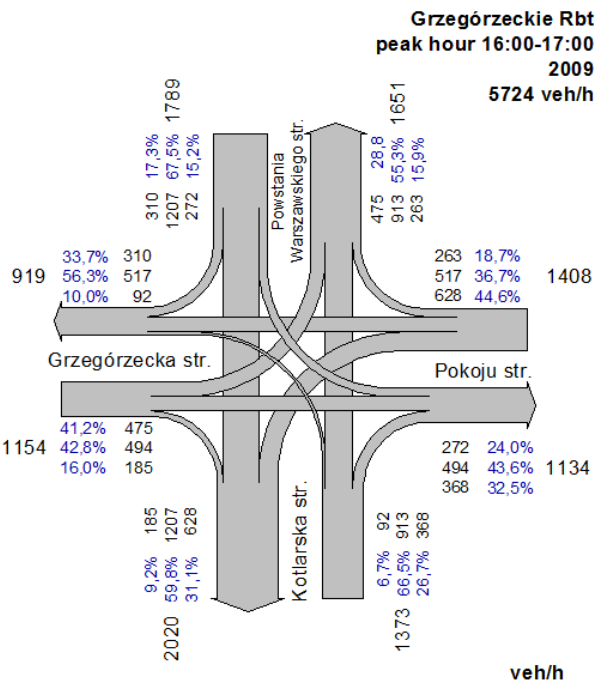 Grzegórzeckie Rbt
peak hour 16:00-17:00
2009
5724 veh/h
1789
17,3% 67,5% 15,2%
310 1207 272
Powstania
Warszawskiego str.
1651
28,8 55,3% 15,9%
475 913 263
919
33,7% 310
56,3% 517
10,0% 92
263 18,7%
517 36,7%
628 44,6%
1408
Grzegórzecka str.
Pokoju str.
1154
41,2% 475
42,8% 494
16,0% 185
272 24,0%
494 43,6%
368 32,5%
1134
185 1207 628
9,2% 59,8% 31,1%
2020
Kotlarska str.
92 913 368
6,7% 66,5% 26,7%
1373
veh/h